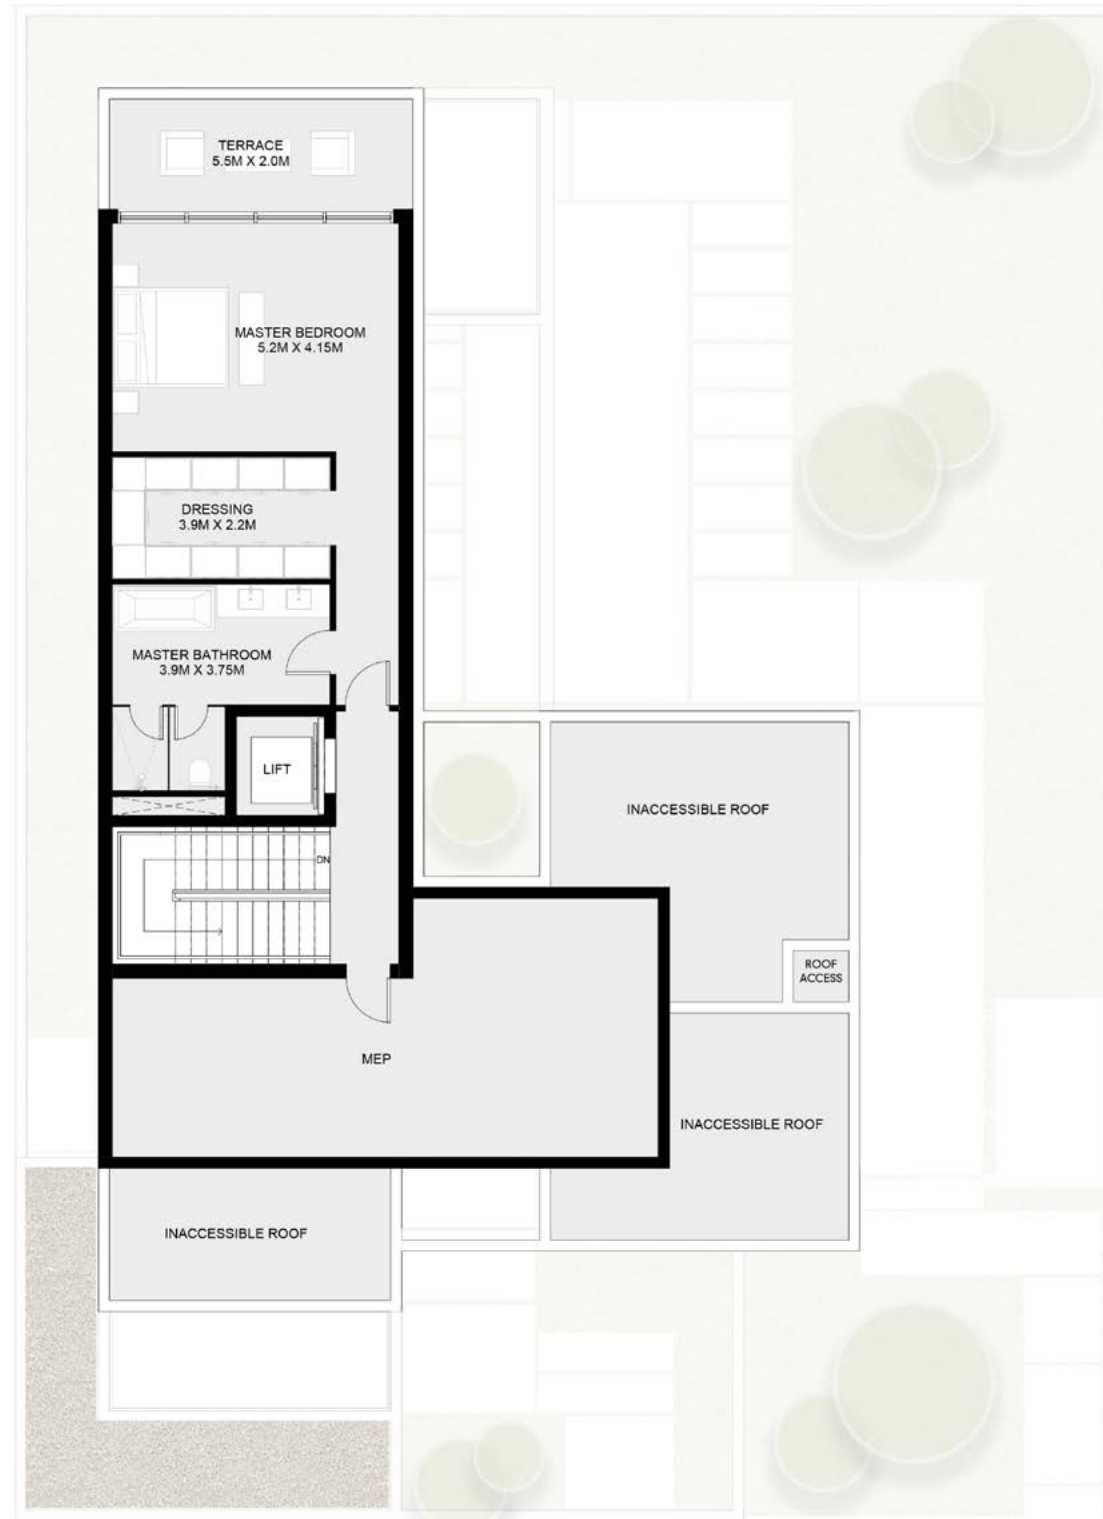 TERRACE
5.5M X 2.0M
MASTER BEDROOM
5.2M X 4.15M
DRESSING
3.9M X 2.2M
MASTER BATHROOM
3.9M X 3.75M
LIFT
INACCESSIBLE ROOF
DN
ROOF
ACCESS
MEP
INACCESSIBLE ROOF
INACCESSIBLE ROOF